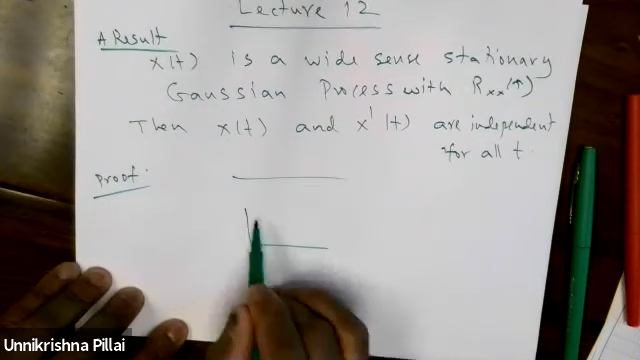 Lecture 12
A Result
X(t) is a wide sense stationary
Gaussian Process with Rxx(τ)
Then X(t) and X'(t) are independent
for all t.
Proof:
Unnikrishna Pillai